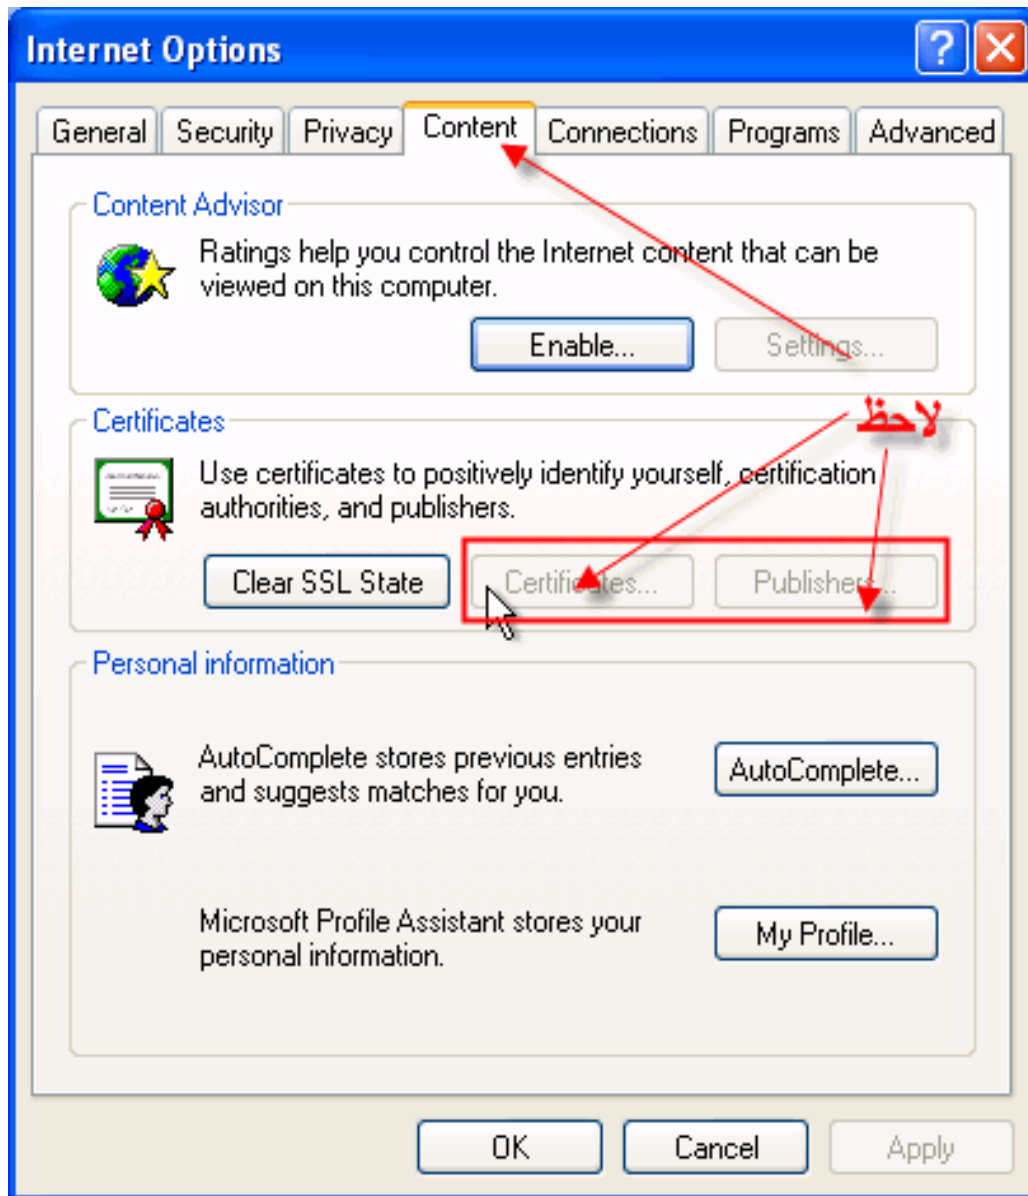 Internet Options
General Security Privacy Content Connections Programs Advanced
Content Advisor
Ratings help you control the Internet content that can be
viewed on this computer.
Enable... Settings...
لاحظ
Certificates
Use certificates to positively identify yourself, certification
authorities, and publishers.
Clear SSL State Certificates... Publishers...
Personal information
AutoComplete stores previous entries
and suggests matches for you.
AutoComplete...
Microsoft Profile Assistant stores your
personal information.
My Profile...
OK Cancel Apply